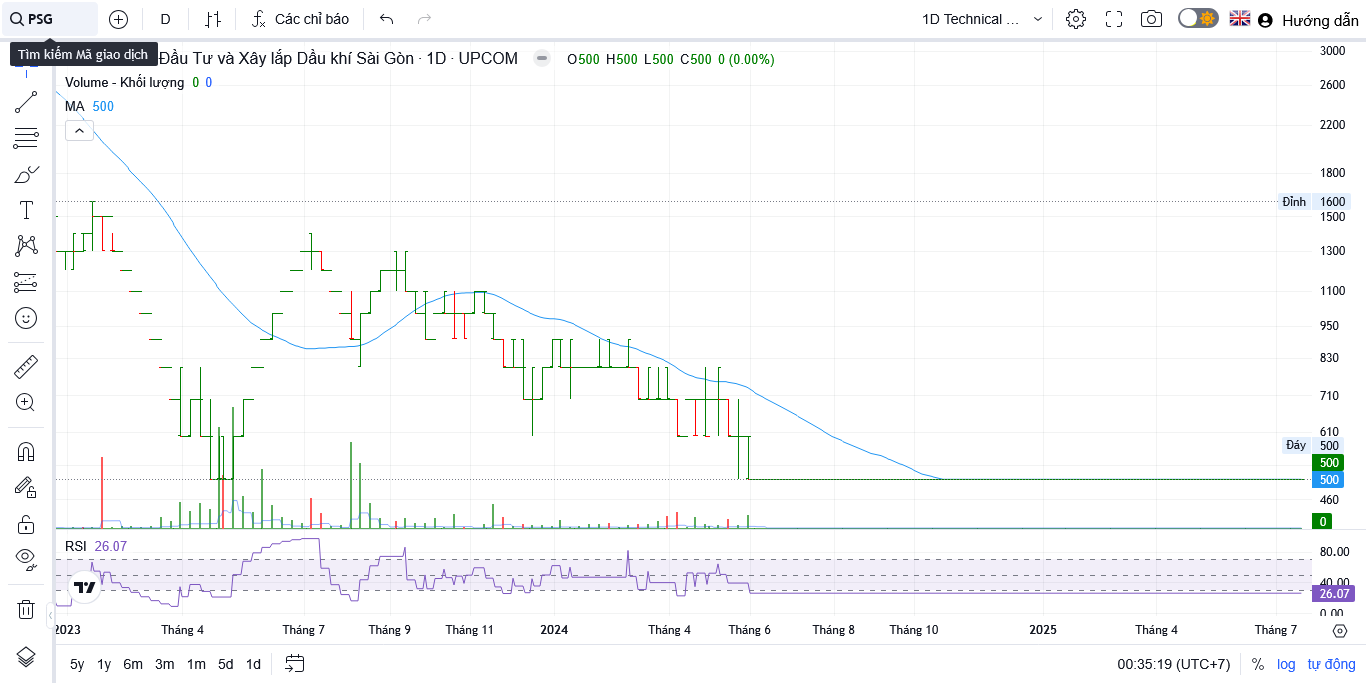 PSG
D
Các chỉ báo
1D Technical ...
Hướng dẫn
Tìm kiếm Mã giao dịch
Đầu Tư và Xây lắp Dầu khí Sài Gòn · 1D · UPCOM
O500 H500 L500 C500 0 (0.00%)
Volume - Khối lượng 0 0
MA 500
3000
2600
2200
1800
Đỉnh 1600
1500
1300
1100
950
830
710
610
Đáy 500
500
500
460
0
RSI 26.07
80.00
40.00
26.07
0.00
2023 Tháng 4 Tháng 7 Tháng 9 Tháng 11 2024 Tháng 4 Tháng 6 Tháng 8 Tháng 10 2025 Tháng 4 Tháng 7
5y 1y 6m 3m 1m 5d 1d
00:35:19 (UTC+7) % log tự động